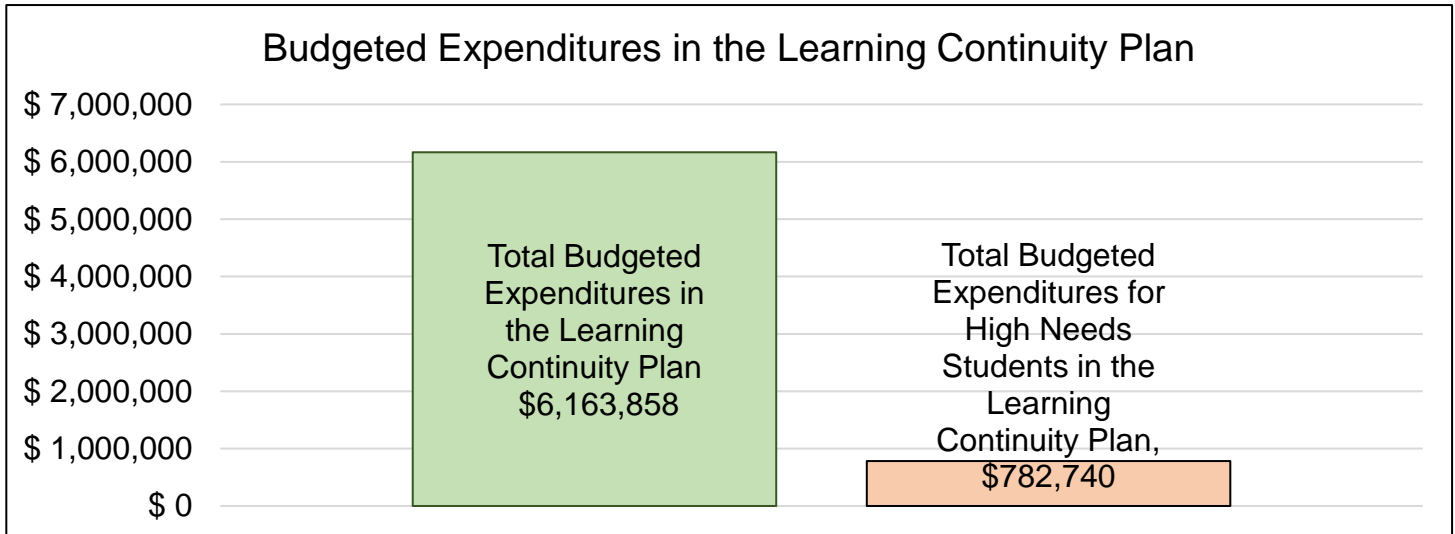 Budgeted Expenditures in the Learning Continuity Plan
$ 7,000,000
$ 6,000,000
$ 5,000,000
$ 4,000,000
$ 3,000,000
$ 2,000,000
$ 1,000,000
$ 0
Total Budgeted
Expenditures in
the Learning
Continuity Plan
$6,163,858
Total Budgeted
Expenditures for
High Needs
Students in the
Learning
Continuity Plan,
$782,740